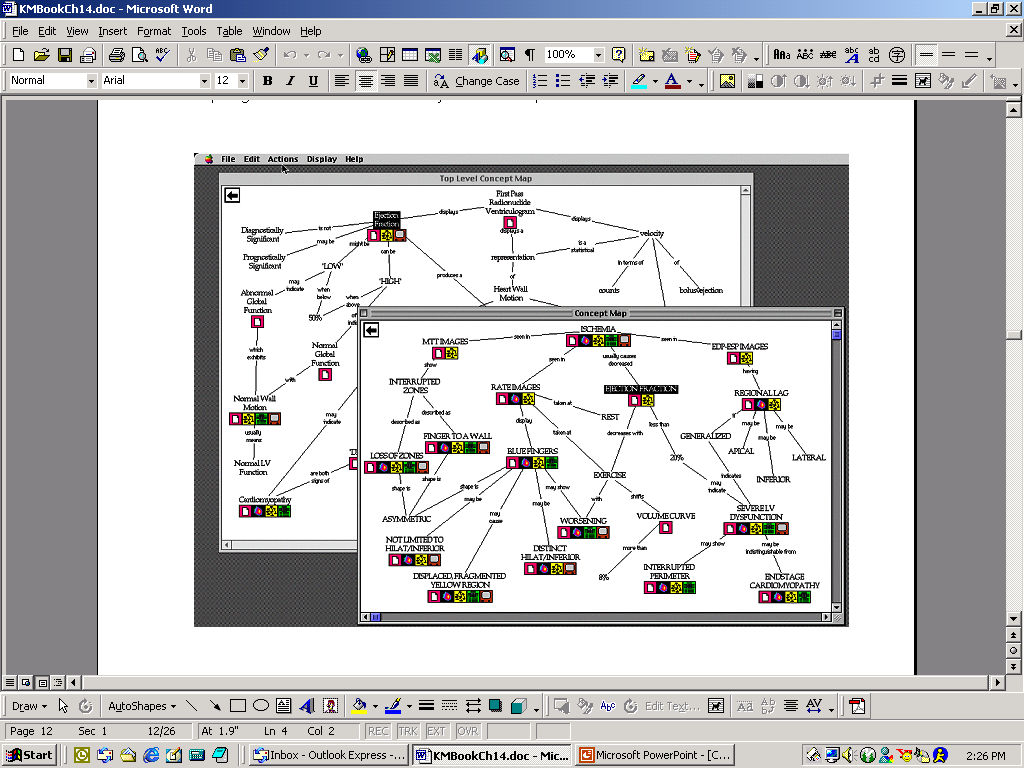 KMBookCh14.doc - Microsoft Word
File Edit View Insert Format Tools Table Window Help
100%
Normal Arial 12 B I U Change Case
File Edit Actions Display Help
Top Level Concept Map
First Pass
Radionuclide
Ventriculogram
Ejection
Fraction
displays
displays
displays a
Diagnostically
Significant
is not
may be
might be
can be
velocity
is a
statistical
Prognostically
Significant
"LOW"
representation
in terms of
of
"HIGH"
produces a
of
may
indicate
when
below
when
above
Heart Wall
Motion
counts
bolus ejection
Abnormal
Global
Function
50%
which
exhibits
Normal
Global
Function
with
Normal Wall
Motion
usually
means
may
indicate
Normal LV
Function
are both
signs of
Cardiomyopathy
Concept Map
ISCHEMIA
MTT IMAGES
seen in
seen in
EDP-ESP IMAGES
show
seen in
usually causes
decreased
having
INTERRUPTED
ZONES
RATE IMAGES
EJECTION FRACTION
REGIONAL LAG
taken at
REST
described as
described as
display
taken at
decreases with
less than
if
may be
may be
may be
FINGER TO A WALL
GENERALIZED
APICAL
LATERAL
LOSS OF ZONES
BLUE FINGERS
20%
shape is
shape is
shape is
may be
may show
EXERCISE
may
indicate
indicates
INFERIOR
ASYMMETRIC
may
cause
may be
with
shifts
WORSENING
VOLUME CURVE
SEVERE LV
DYSFUNCTION
NOT LIMITED TO
HILAT/INFERIOR
DISTINCT
HILAT/INFERIOR
more than
may show
may be
indistinguishable from
DISPLACED, FRAGMENTED
YELLOW REGION
8%
INTERRUPTED
PERIMETER
ENDSTAGE
CARDIOMYOPATHY
Draw AutoShapes Edit Text...
Page 12 Sec 1 12/26 At 1.9" Ln 4 Col 2 REC TRK EXT OVR
Start Inbox - Outlook Express -... KMBookCh14.doc - Mic... Microsoft PowerPoint - [C... 2:26 PM